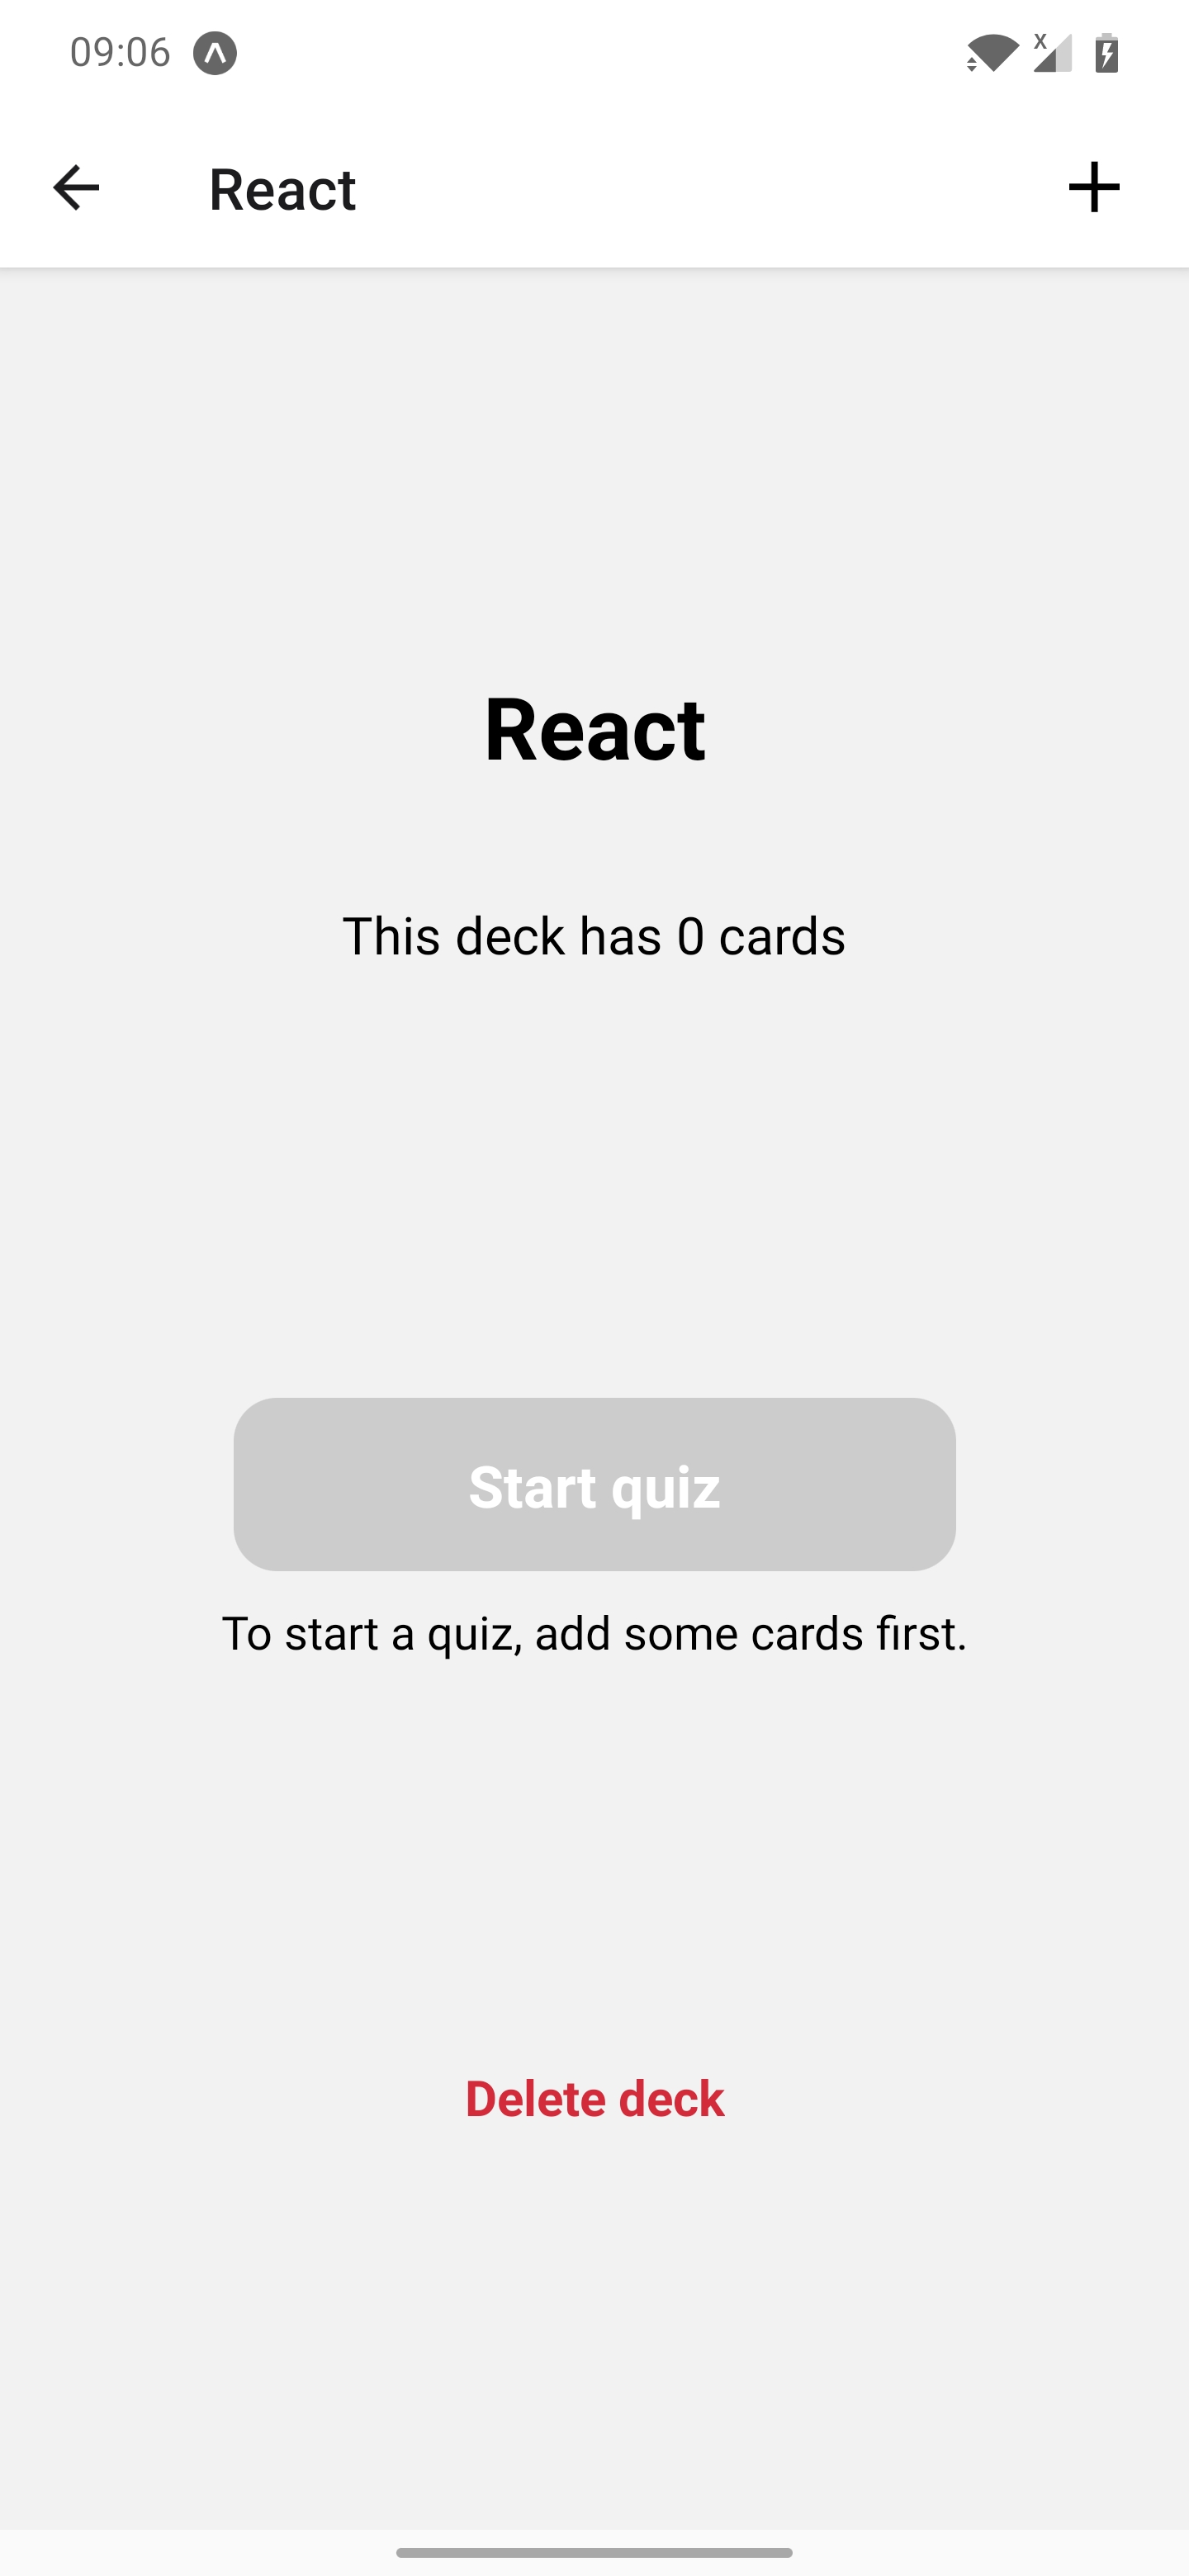 09:06
React
React
This deck has 0 cards
Start quiz
To start a quiz, add some cards first.
Delete deck